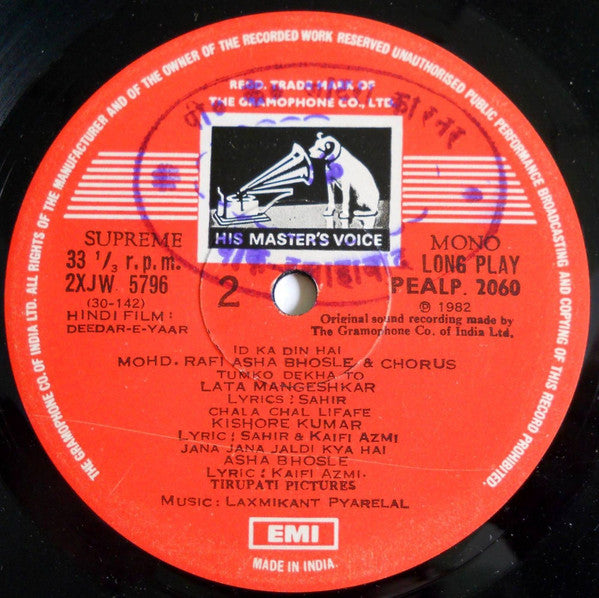 THE GRAMOPHONE CO. OF INDIA LTD. ALL RIGHTS OF THE MANUFACTURER AND OF THE OWNER OF THE RECORDED WORK RESERVED UNAUTHORISED PUBLIC PERFORMANCE BROADCASTING AND COPYING OF THIS RECORD PROHIBITED.
REGD. TRADE MARK OF
THE GRAMOPHONE CO., LTD.
HIS MASTER'S VOICE
SUPREME MONO
33 1/3 r.p.m. LONG PLAY
2XJW 5796 2 PEALP. 2060
(30-142) ℗ 1982
HINDI FILM: Original sound recording made by
DEEDAR-E-YAAR The Gramophone Co. of India Ltd.
ID KA DIN HAI
MOHD. RAFI ASHA BHOSLE & CHORUS
TUMKO DEKHA TO
LATA MANGESHKAR
LYRICS: SAHIR
CHALA CHAL LIFAFE
KISHORE KUMAR
LYRIC: SAHIR & KAIFI AZMI
JANA JANA JALDI KYA HAI
ASHA BHOSLE
LYRIC: KAIFI AZMI.
TIRUPATI PICTURES
MUSIC: LAXMIKANT PYARELAL
EMI
MADE IN INDIA.